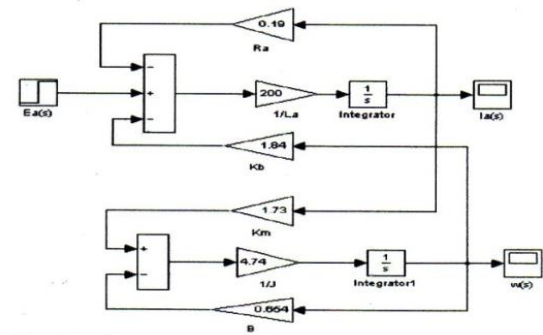 0.19
Ra
Ea(s)
−
+
−
200
1/La
1
s
Integrator
Ia(s)
1.84
Kb
1.73
Km
+
−
4.74
1/J
1
s
Integrator1
w(s)
0.864
B